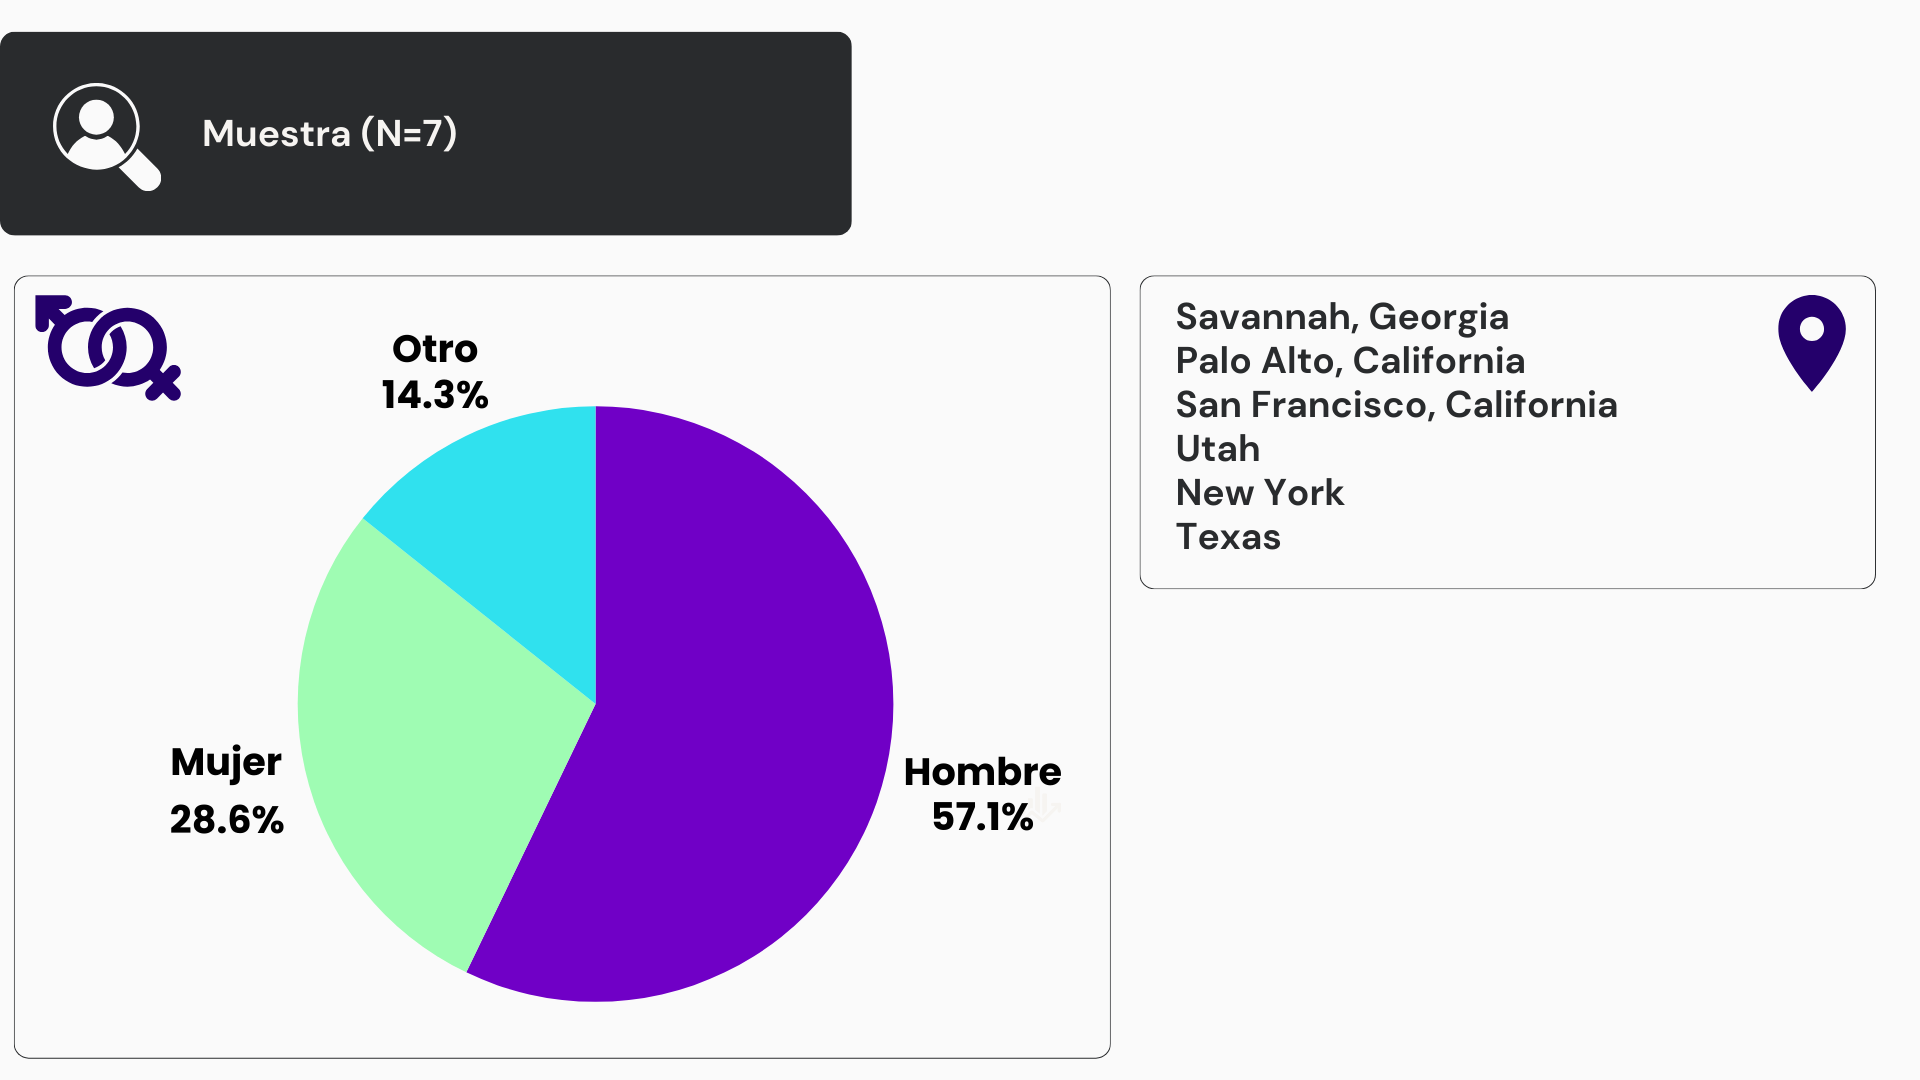 Muestra (N=7)
Otro
14.3%
Mujer
28.6%
Hombre
57.1%
Savannah, Georgia
Palo Alto, California
San Francisco, California
Utah
New York
Texas